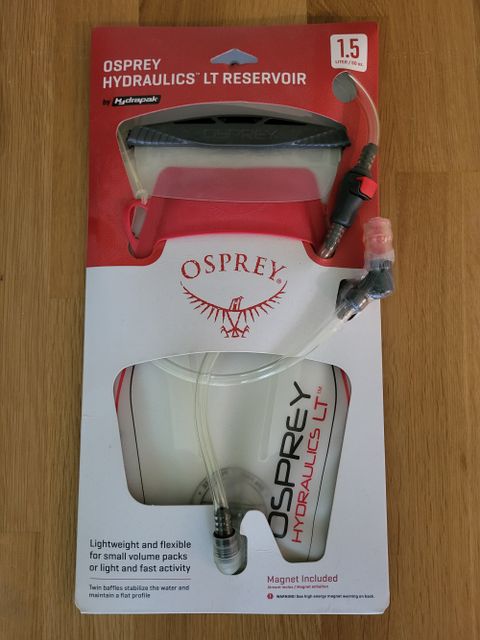 OSPREY
HYDRAULICS™ LT RESERVOIR
by Hydrapak
1.5
LITER / 50 oz.
OSPREY
OSPREY®
OSPREY
HYDRAULICS LT™
Lightweight and flexible
for small volume packs
or light and fast activity
Twin baffles stabilize the water and
maintain a flat profile
Magnet Included
WARNING! See high energy magnet warning on back.